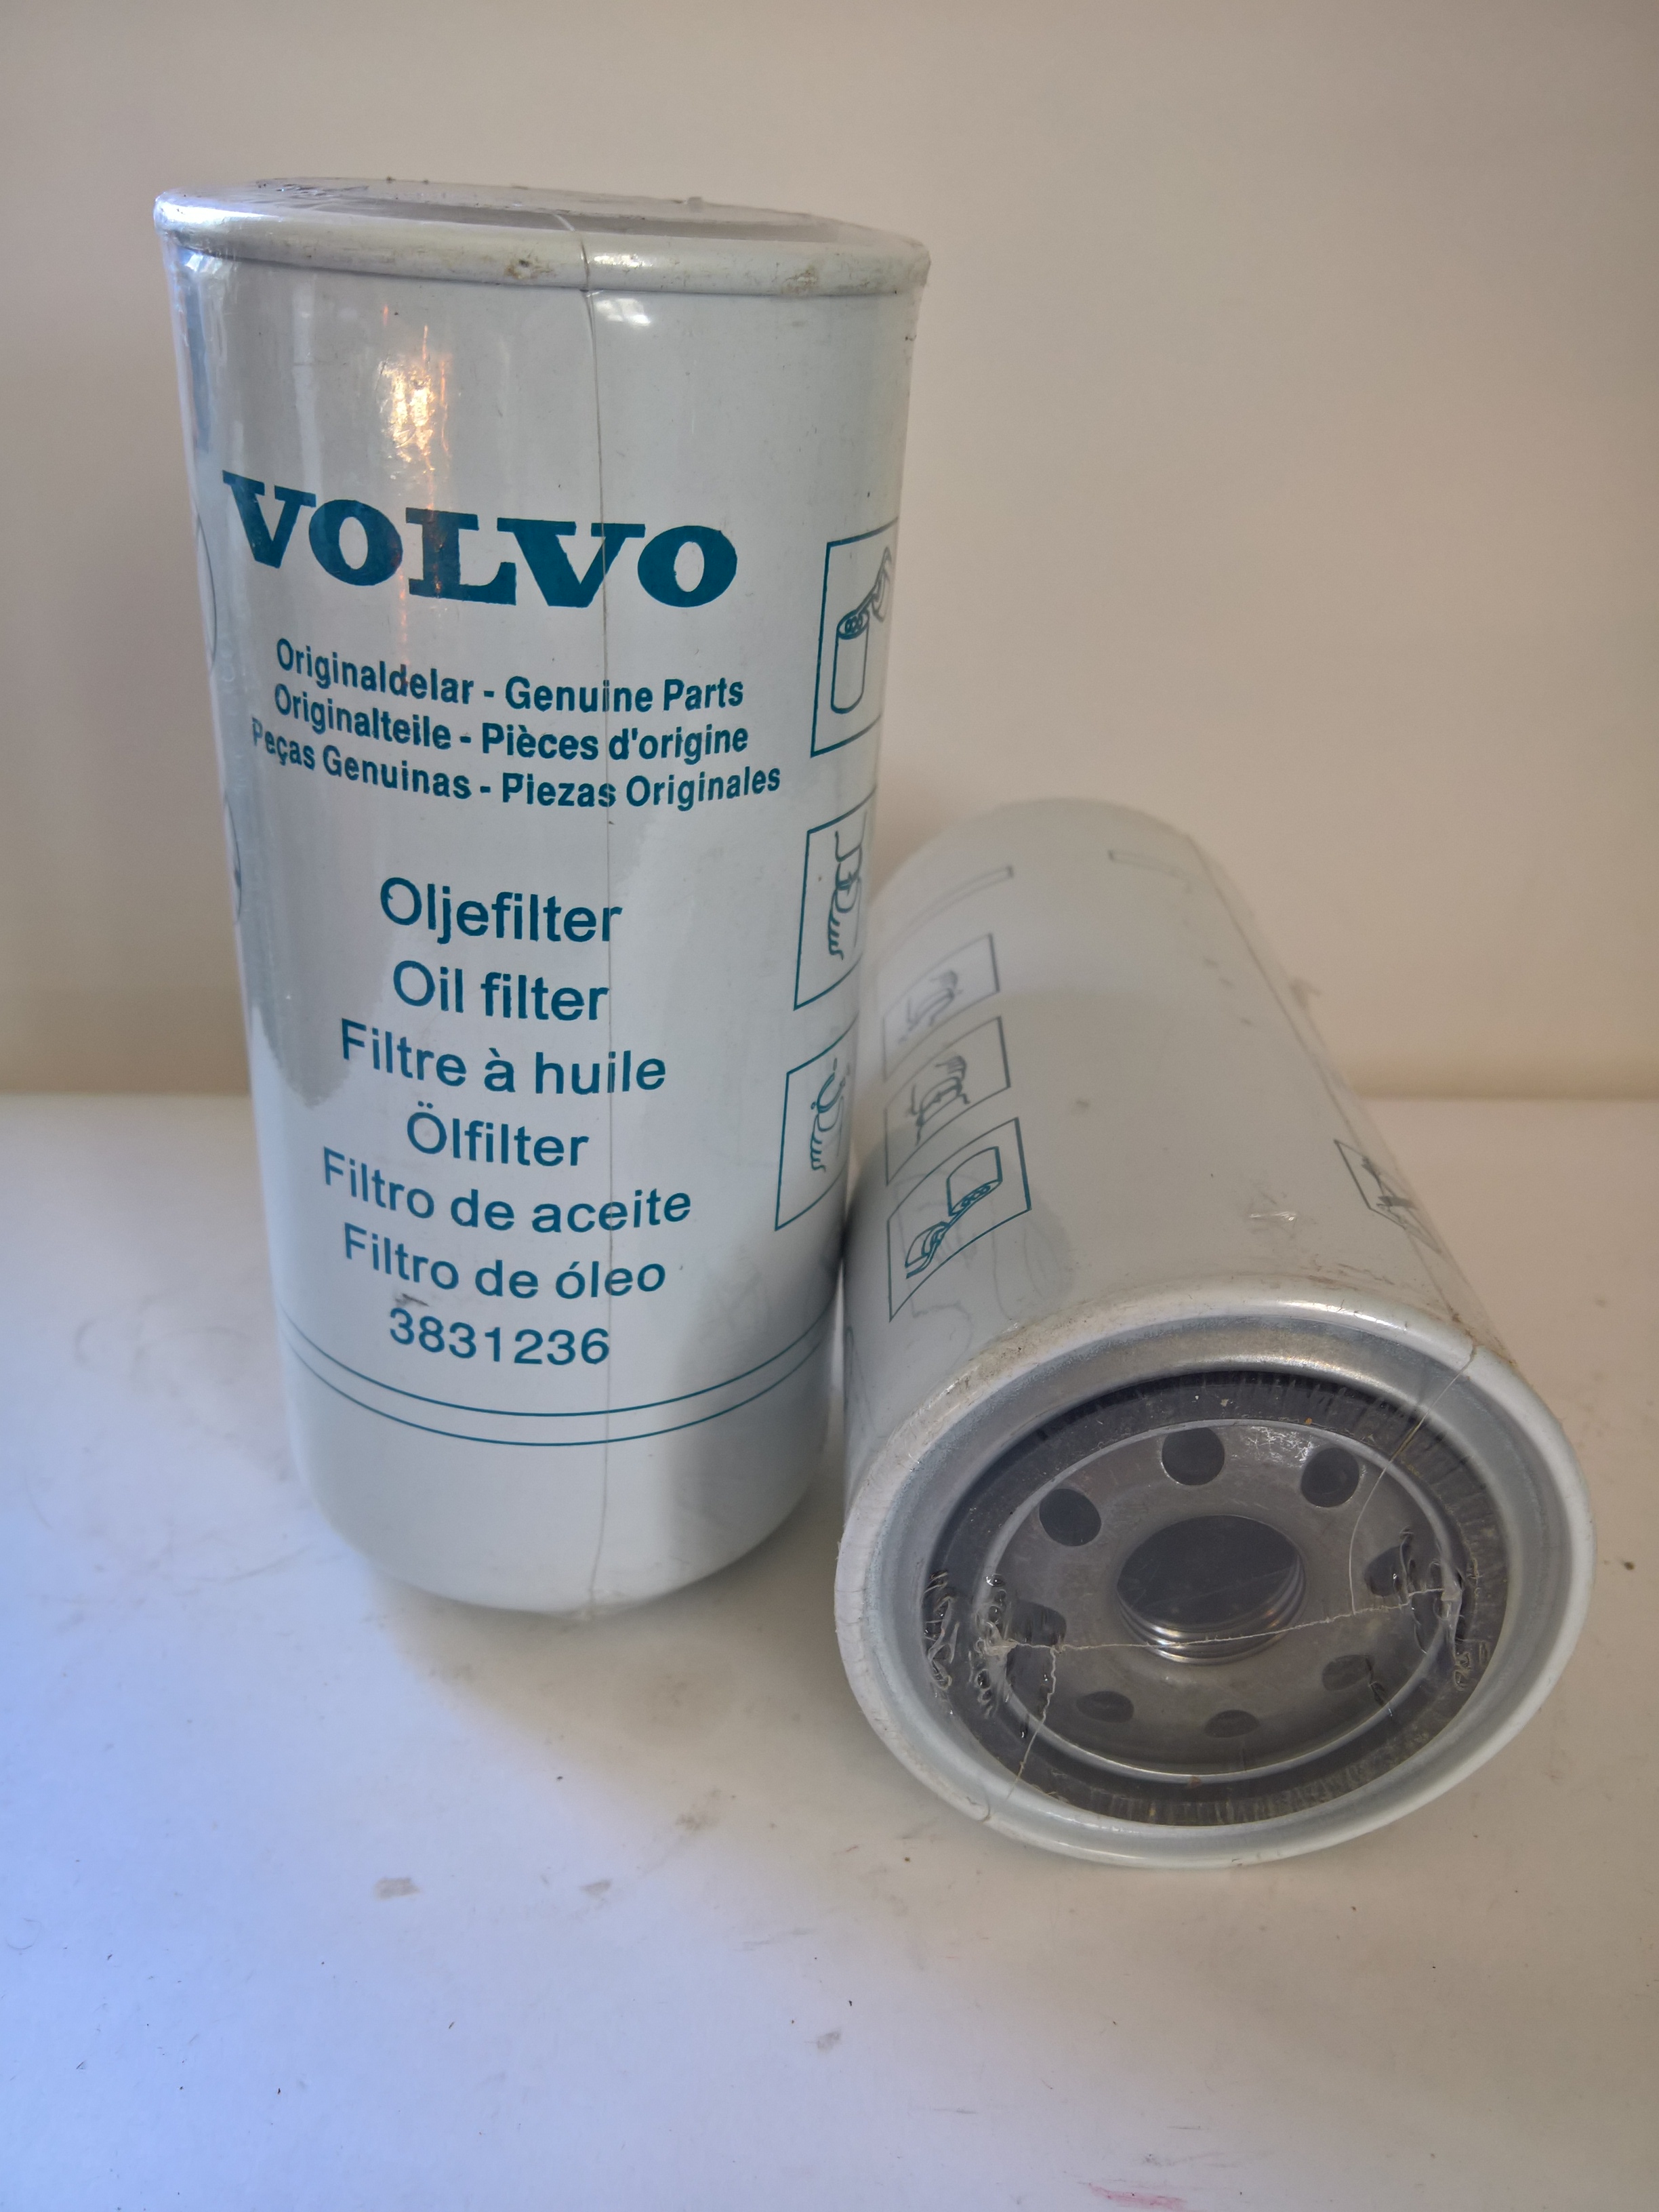 VOLVO
Originaldelar - Genuine Parts
Originalteile - Pièces d'origine
Peças Genuinas - Piezas Originales
Oljefilter
Oil filter
Filtre à huile
Ölfilter
Filtro de aceite
Filtro de óleo
3831236